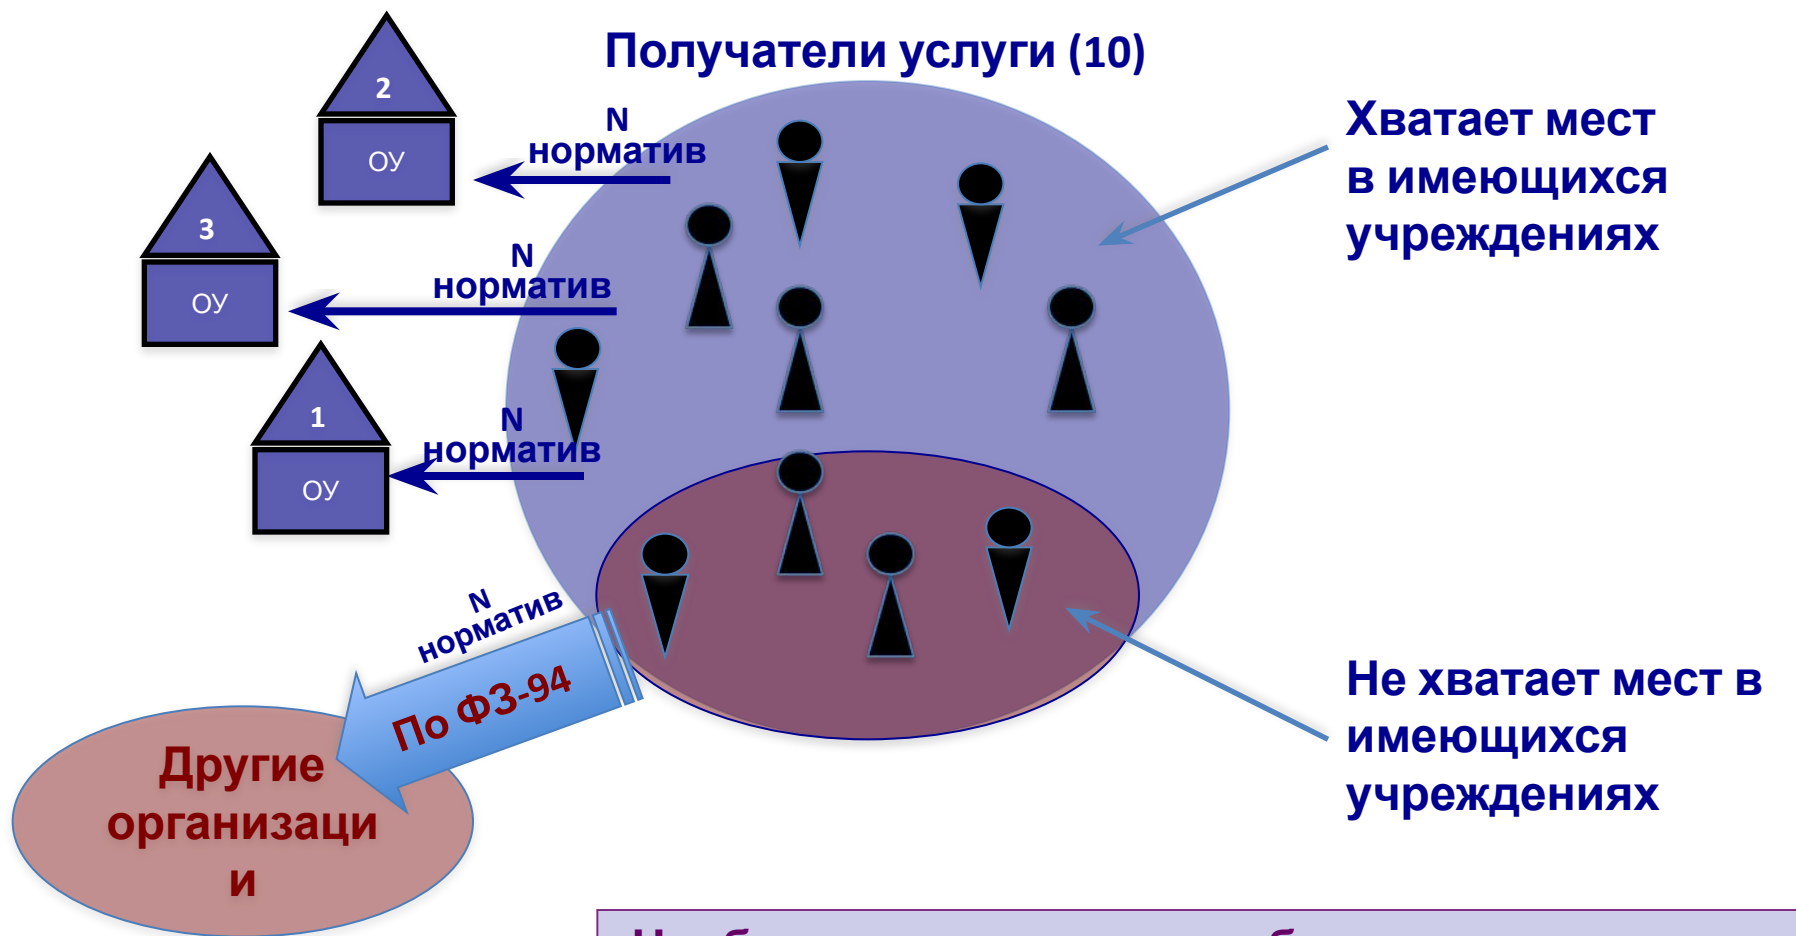 Получатели услуги (10)
2
ОУ
N
норматив
Хватает мест
в имеющихся
учреждениях
3
ОУ
N
норматив
1
ОУ
N
норматив
N
норматив
По ФЗ-94
Не хватает мест в
имеющихся
учреждениях
Другие
организаци
и